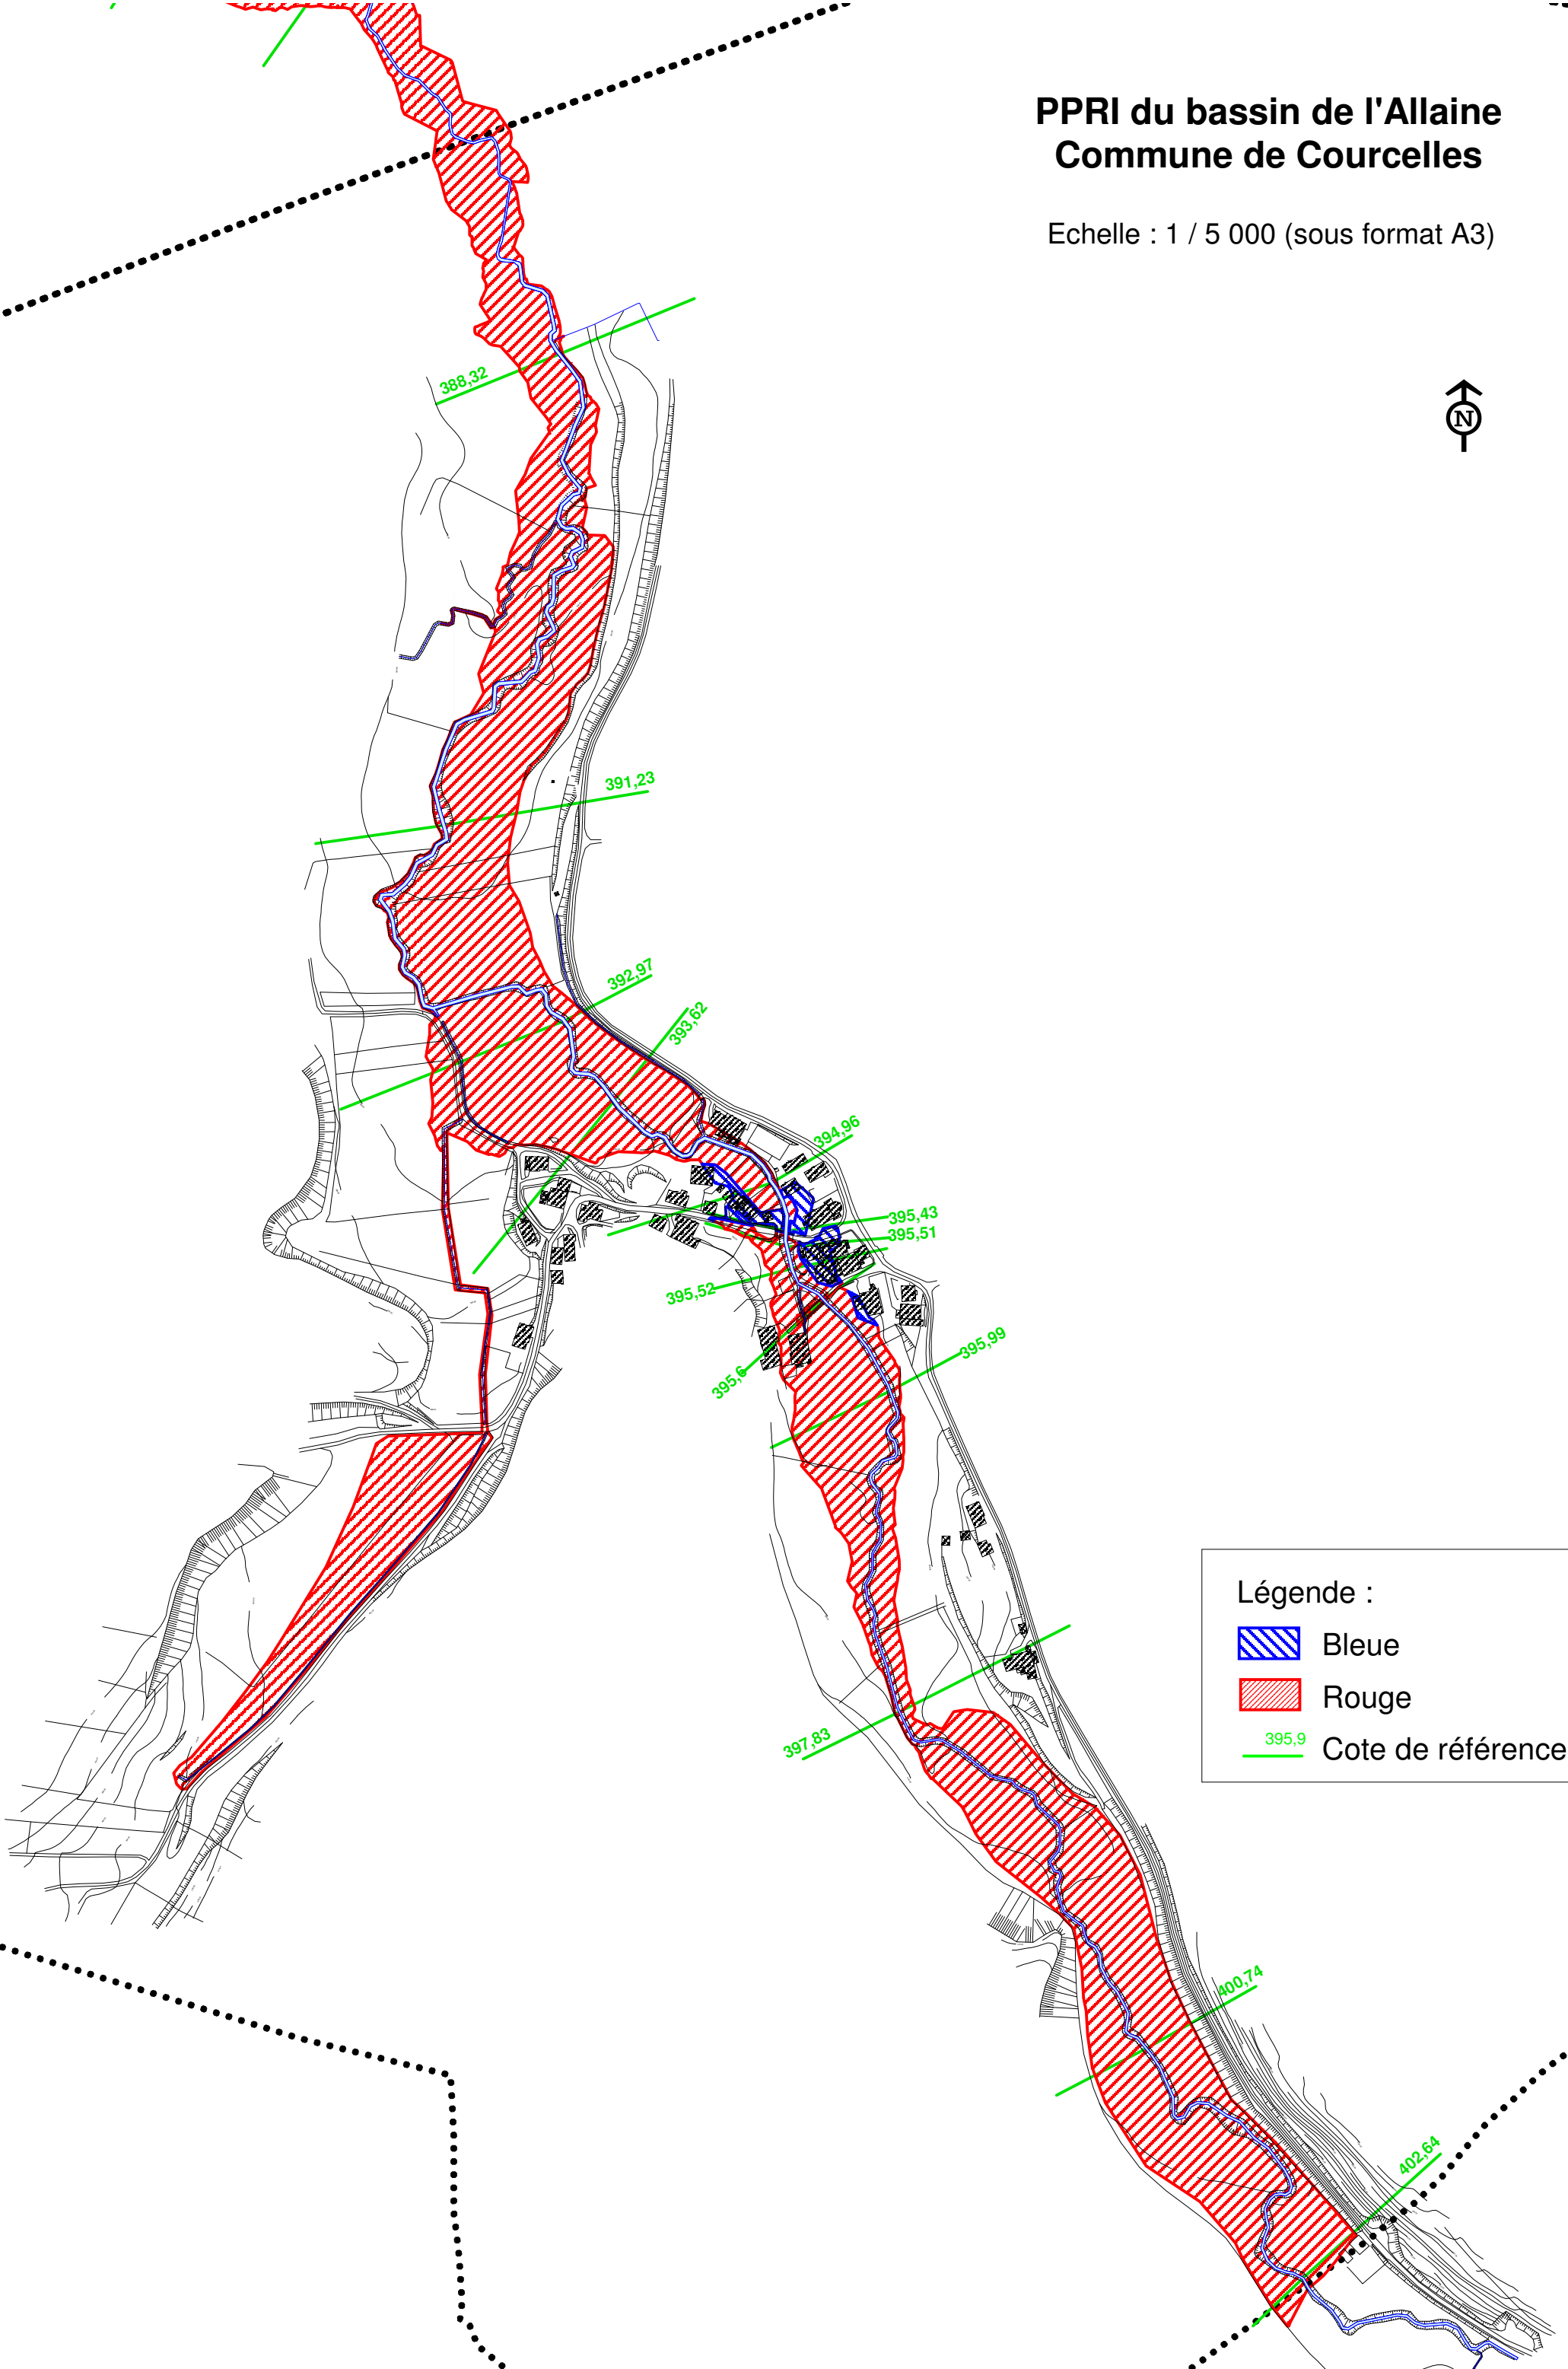 PPRI du bassin de l'Allaine
Commune de Courcelles
Echelle : 1 / 5 000 (sous format A3)
388,32
N
391,23
392,97
393,62
394,96
395,43
395,51
395,52
395,99
395,6
Légende :
Bleue
Rouge
395,9 Cote de référence
397,83
400,74
402,64